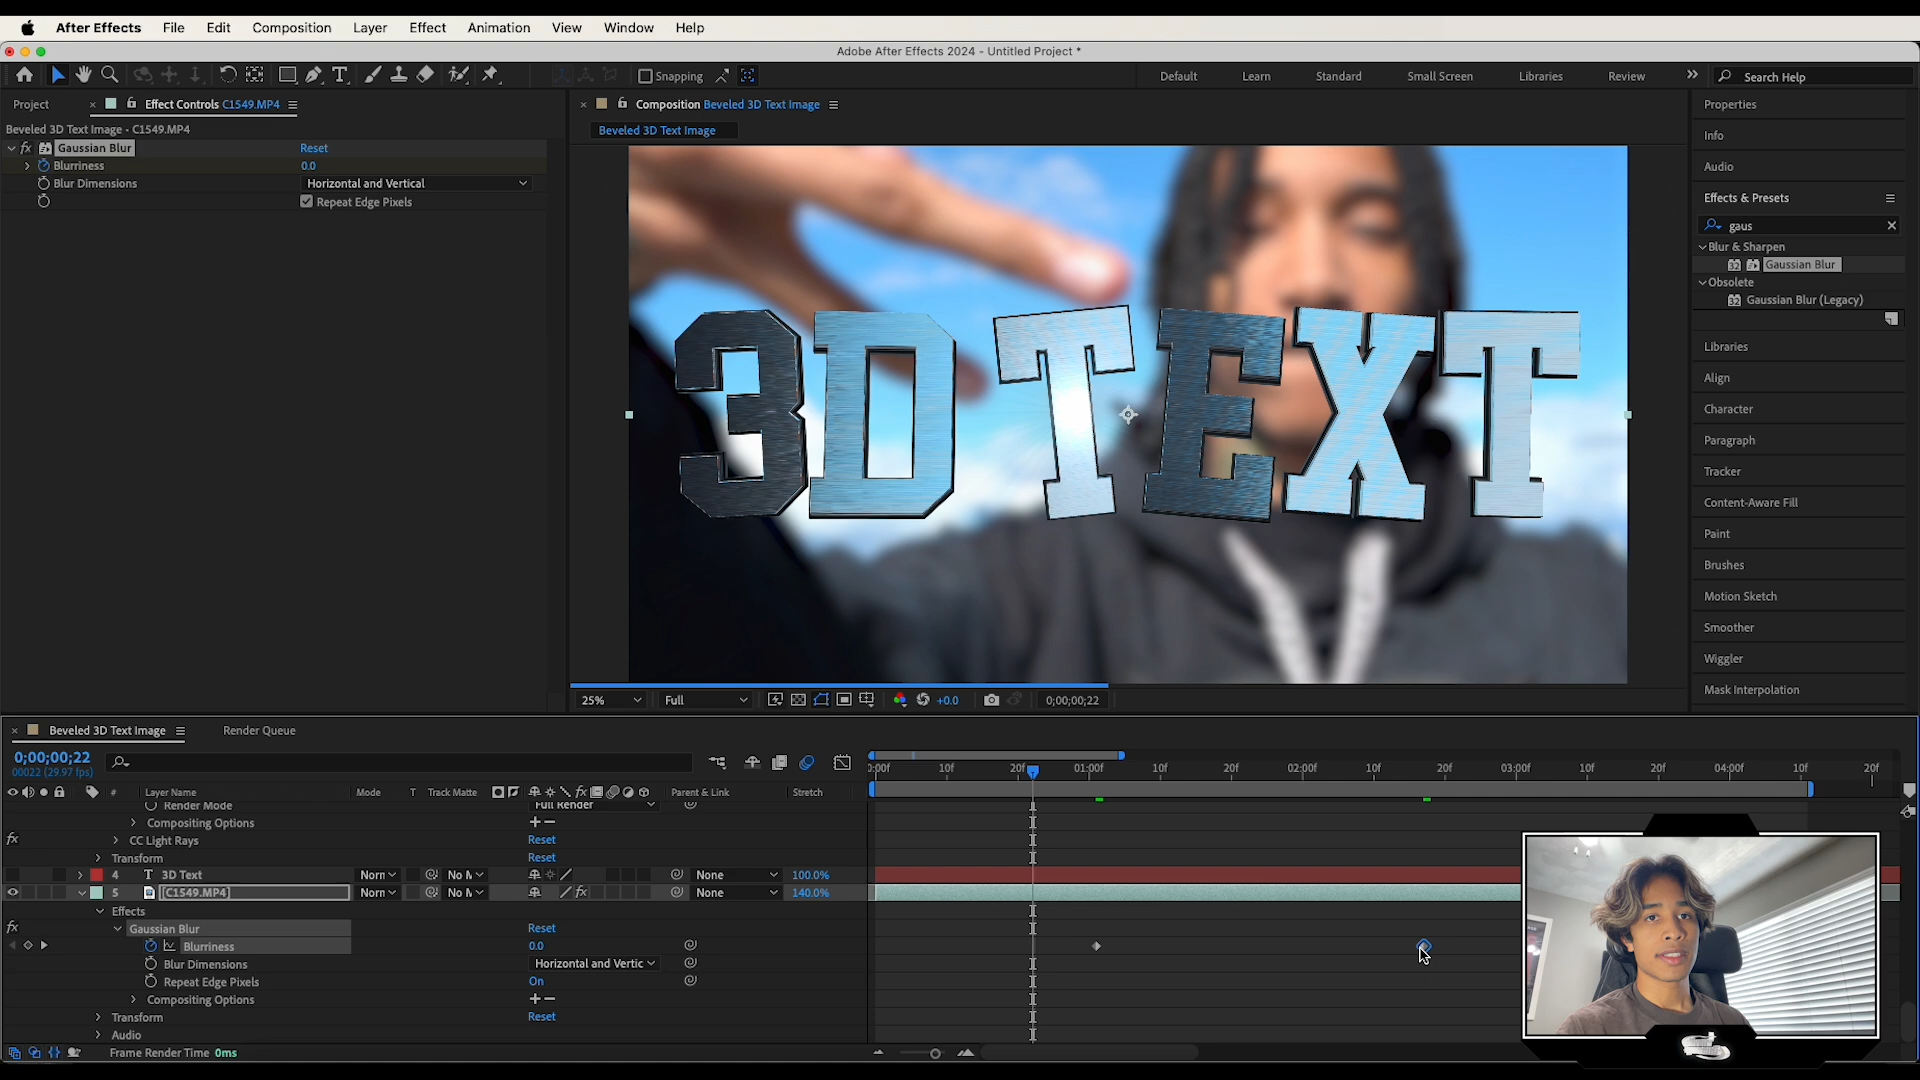 After Effects File Edit Composition Layer Effect Animation View Window Help
Adobe After Effects 2024 - Untitled Project *
Snapping Default Learn Standard Small Screen Libraries Review Search Help
Project Effect Controls C1549.MP4
Beveled 3D Text Image • C1549.MP4
fx Gaussian Blur Reset
Blurriness 0.0
Blur Dimensions Horizontal and Vertical
Repeat Edge Pixels
Composition Beveled 3D Text Image
Beveled 3D Text Image
3D TEXT
25% Full +0.0 0;00;00;22
Properties
Info
Audio
Effects & Presets
gaus
Blur & Sharpen
32 Gaussian Blur
Obsolete
32 Gaussian Blur (Legacy)
Libraries
Align
Character
Paragraph
Tracker
Content-Aware Fill
Paint
Brushes
Motion Sketch
Smoother
Wiggler
Mask Interpolation
Beveled 3D Text Image Render Queue
0;00;00;22
00022 (29.97 fps)
0:00f 10f 20f 01:00f 10f 20f 02:00f 10f 20f 03:00f 10f 20f 04:00f 10f 20f
# Layer Name Mode T Track Matte fx Parent & Link Stretch
Render Mode Full Render
Compositing Options + −
fx CC Light Rays Reset
Transform Reset
4 T 3D Text Norr No M None 100.0%
5 [C1549.MP4] Norr No M fx None 140.0%
Effects
fx Gaussian Blur Reset
Blurriness 0.0
Blur Dimensions Horizontal and Vertic
Repeat Edge Pixels On
Compositing Options + −
Transform Reset
Audio
Frame Render Time 0ms